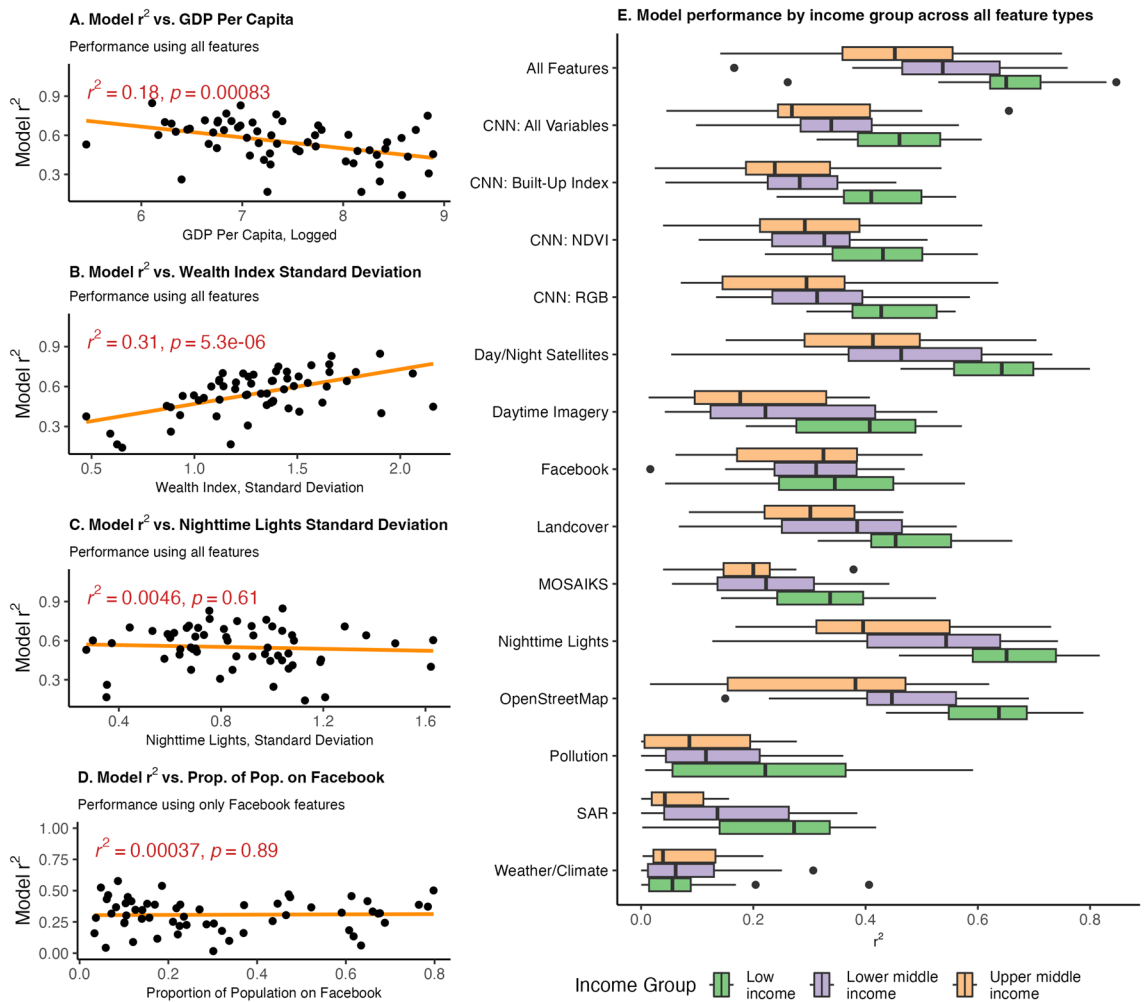 A. Model r² vs. GDP Per Capita
Performance using all features
r² = 0.18, p = 0.00083
0.9
0.6
0.3
Model r²
6
7
8
9
GDP Per Capita, Logged
B. Model r² vs. Wealth Index Standard Deviation
Performance using all features
r² = 0.31, p = 5.3e-06
0.9
0.6
0.3
Model r²
0.5
1.0
1.5
2.0
Wealth Index, Standard Deviation
C. Model r² vs. Nighttime Lights Standard Deviation
Performance using all features
r² = 0.0046, p = 0.61
0.9
0.6
0.3
Model r²
0.4
0.8
1.2
1.6
Nighttime Lights, Standard Deviation
D. Model r² vs. Prop. of Pop. on Facebook
Performance using only Facebook features
r² = 0.00037, p = 0.89
1.00
0.75
0.50
0.25
0.00
Model r²
0.0
0.2
0.4
0.6
0.8
Proportion of Population on Facebook
E. Model performance by income group across all feature types
All Features
CNN: All Variables
CNN: Built-Up Index
CNN: NDVI
CNN: RGB
Day/Night Satellites
Daytime Imagery
Facebook
Landcover
MOSAIKS
Nighttime Lights
OpenStreetMap
Pollution
SAR
Weather/Climate
0.0
0.2
0.4
0.6
0.8
r²
Income Group
Low
income
Lower middle
income
Upper middle
income